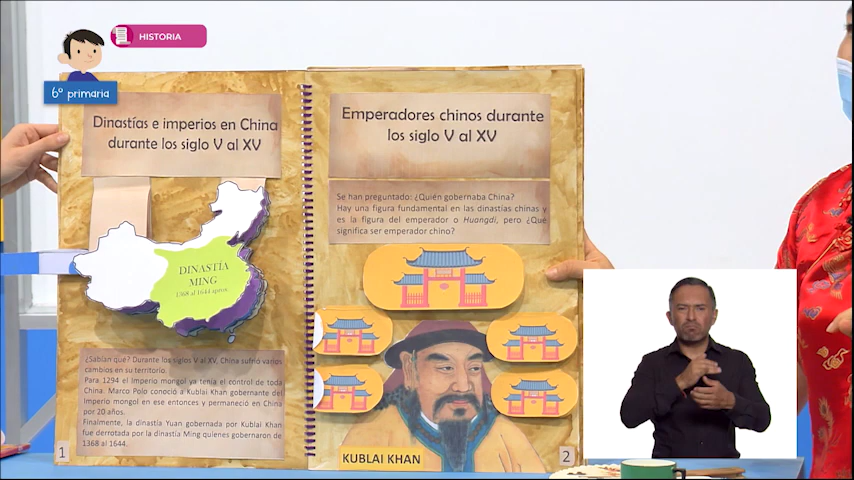 HISTORIA
6º primaria
Dinastías e imperios en China
durante los siglo V al XV
DINASTÍA
MING
1368 al 1644 aprox.
¿Sabían qué? Durante los siglos V al XV, China sufrió varios
cambios en su territorio.
Para 1294 el Imperio mongol ya tenía el control de toda
China. Marco Polo conoció a Kublai Khan gobernante del
Imperio mongol en ese entonces y permaneció en China
por 20 años.
Finalmente, la dinastía Yuan gobernada por Kublai Khan
fue derrotada por la dinastía Ming quienes gobernaron de
1368 al 1644.
1
Emperadores chinos durante
los siglo V al XV
Se han preguntado: ¿Quién gobernaba China?
Hay una figura fundamental en las dinastías chinas y
es la figura del emperador o Huangdi, pero ¿Qué
significa ser emperador chino?
KUBLAI KHAN
2